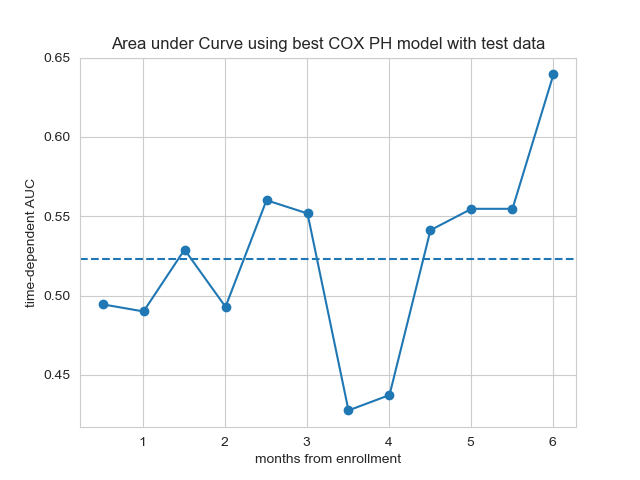 Area under Curve using best COX PH model with test data
time-dependent AUC
0.65
0.60
0.55
0.50
0.45
1 2 3 4 5 6
months from enrollment